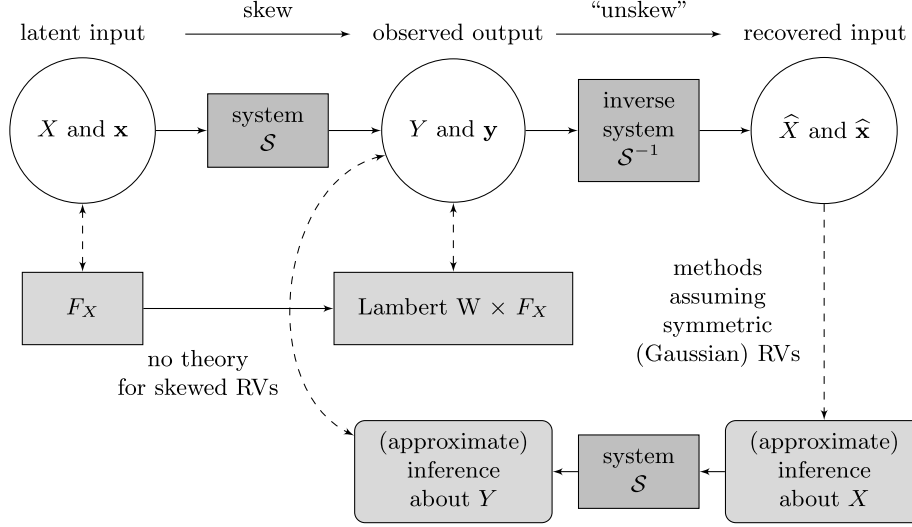 skew
“unskew”
latent input
observed output
recovered input
X and x
system
S
Y and y
inverse
system
S⁻¹
X̂ and x̂
F_X
Lambert W × F_X
methods
assuming
symmetric
(Gaussian) RVs
no theory
for skewed RVs
(approximate)
inference
about Y
system
S
(approximate)
inference
about X